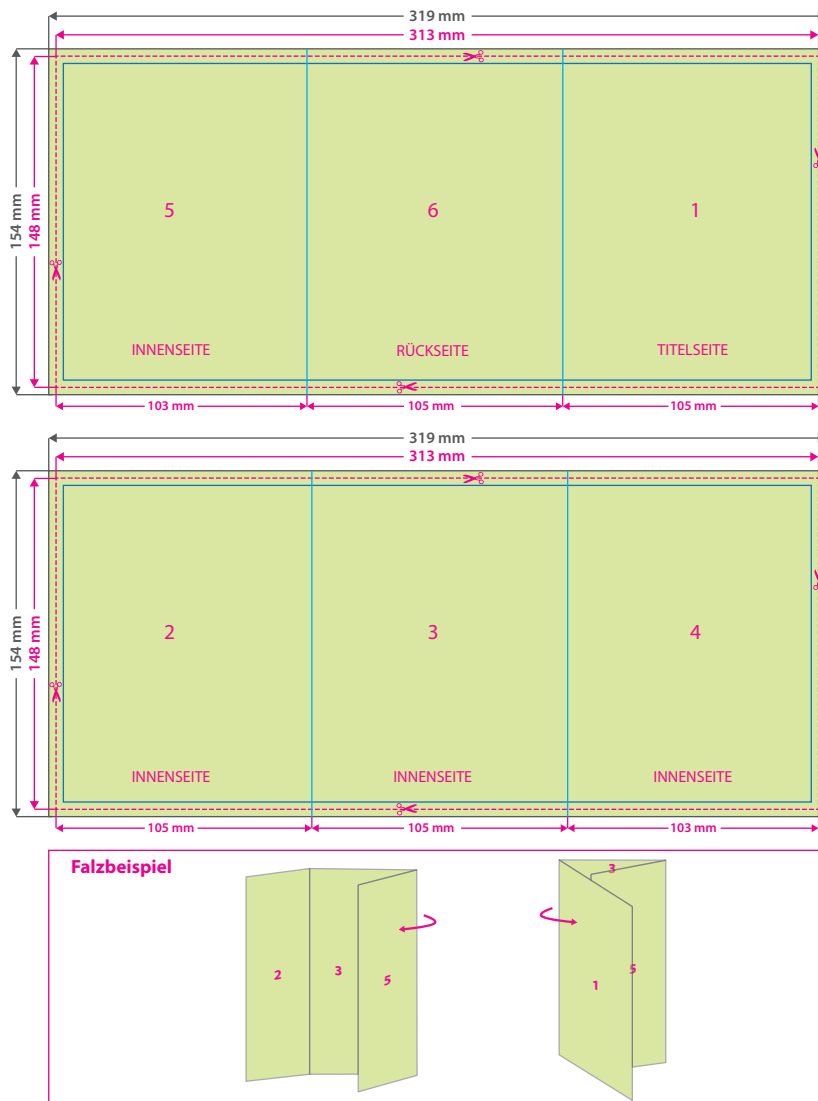 319 mm
313 mm
154 mm
148 mm
5
6
1
INNENSEITE
RÜCKSEITE
TITELSEITE
103 mm
105 mm
105 mm
319 mm
313 mm
154 mm
148 mm
2
3
4
INNENSEITE
INNENSEITE
INNENSEITE
105 mm
105 mm
103 mm
Falzbeispiel
2
3
5
3
1
5